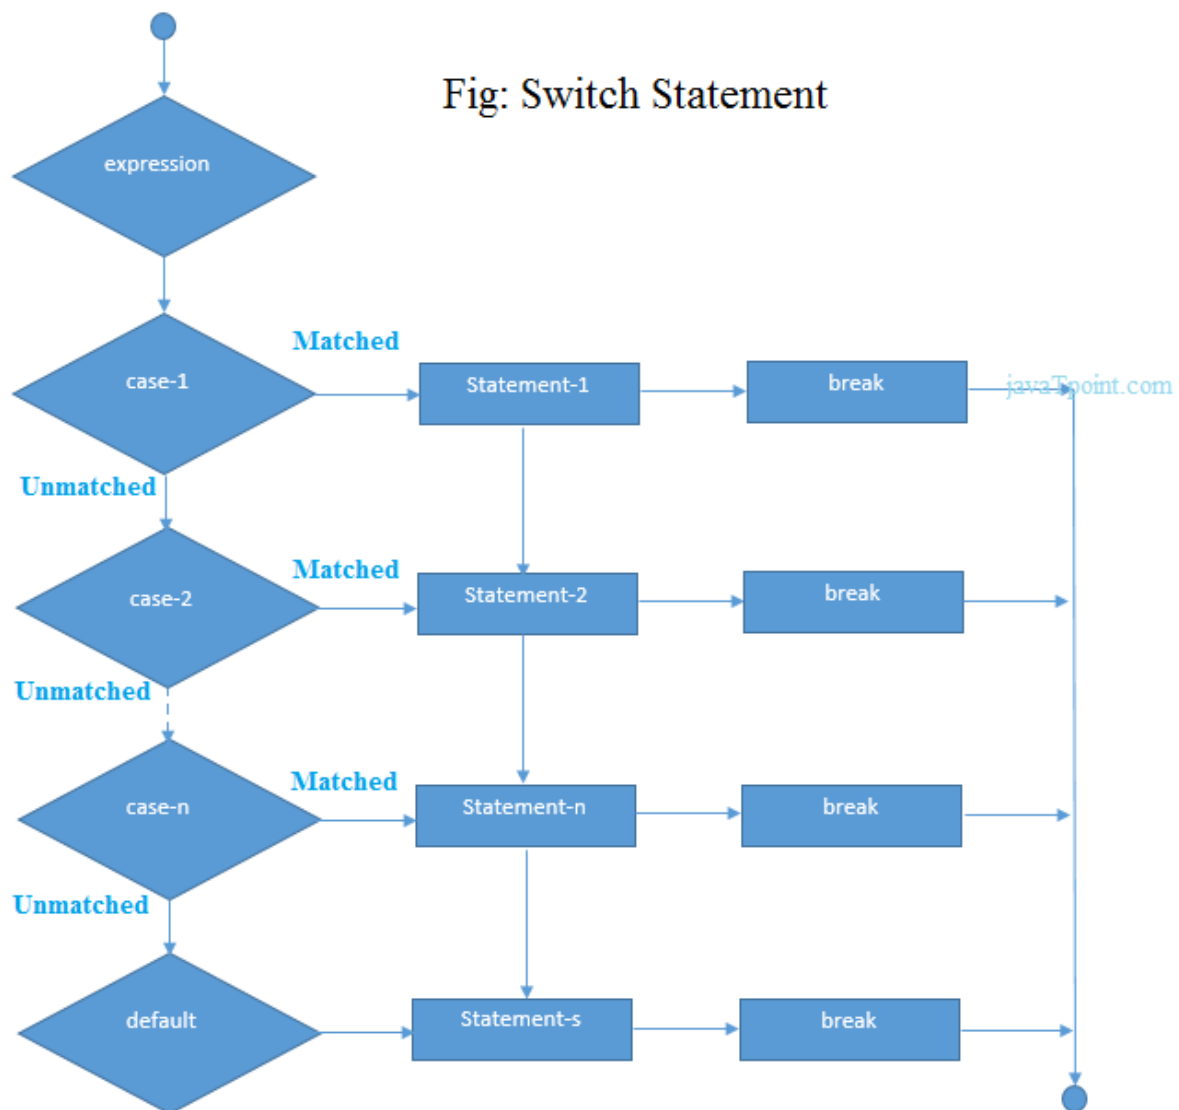 Fig: Switch Statement
expression
Matched
case-1
Statement-1
break
javaTpoint.com
Unmatched
Matched
case-2
Statement-2
break
Unmatched
Matched
case-n
Statement-n
break
Unmatched
default
Statement-s
break